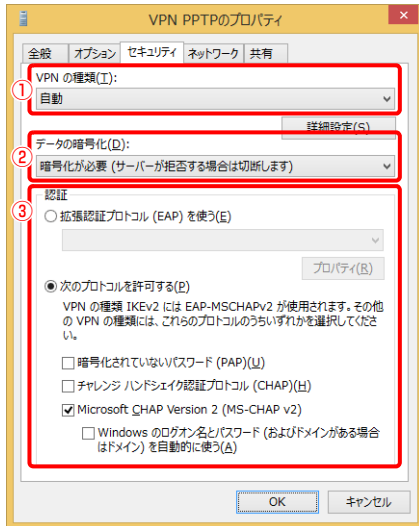 VPN PPTPのプロパティ
全般 オプション セキュリティ ネットワーク 共有
① VPN の種類(T):
自動
詳細設定(S)
② データの暗号化(D):
暗号化が必要 (サーバーが拒否する場合は切断します)
③ 認証
拡張認証プロトコル (EAP) を使う(E)
プロパティ(R)
次のプロトコルを許可する(P)
VPN の種類 IKEv2 には EAP-MSCHAPv2 が使用されます。その他
の VPN の種類には、これらのプロトコルのうちいずれかを選択してくださ
い。
暗号化されていないパスワード (PAP)(U)
チャレンジ ハンドシェイク認証プロトコル (CHAP)(H)
Microsoft CHAP Version 2 (MS-CHAP v2)
Windows のログオン名とパスワード (およびドメインがある場合
はドメイン) を自動的に使う(A)
OK キャンセル